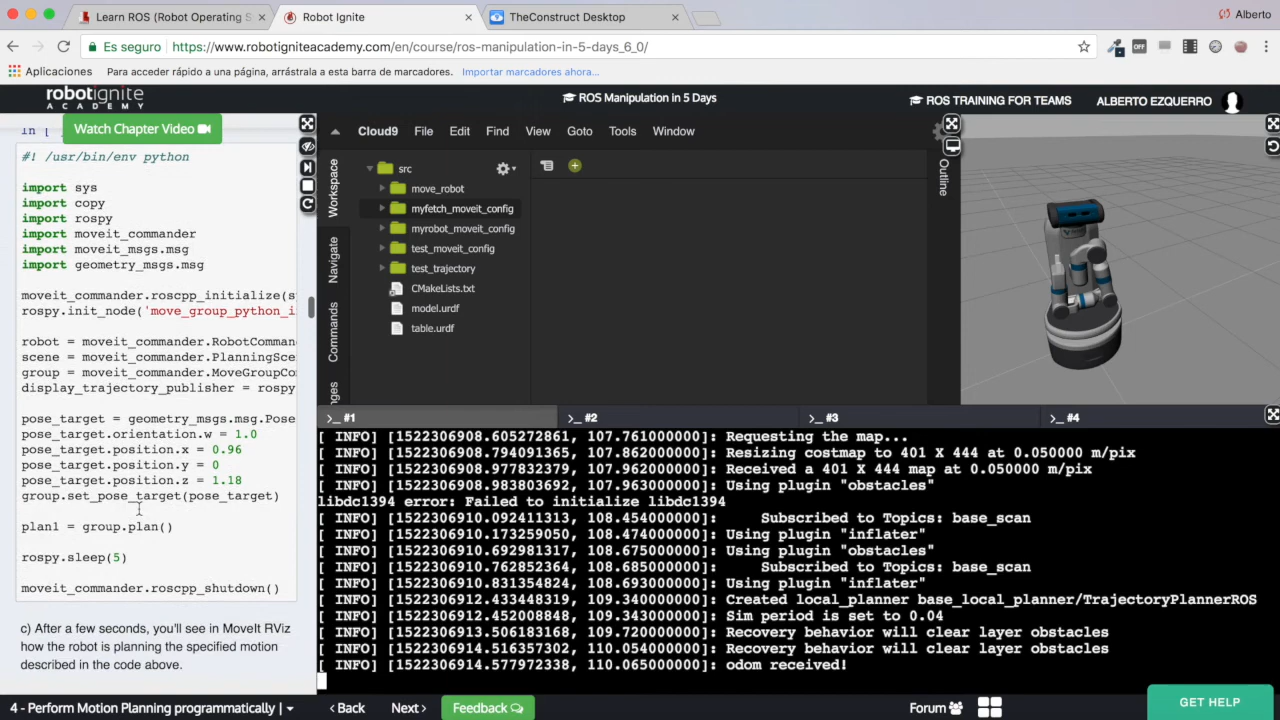 Learn ROS (Robot Operating S
Robot Ignite
TheConstruct Desktop
Alberto
Es seguro
https://www.robotigniteacademy.com/en/course/ros-manipulation-in-5-days_6_0/
OFF
Aplicaciones
Para acceder rápido a una página, arrástrala a esta barra de marcadores.
Importar marcadores ahora...
robotignite
ACADEMY
ROS Manipulation in 5 Days
ROS TRAINING FOR TEAMS
ALBERTO EZQUERRO
In [
Watch Chapter Video
#! /usr/bin/env python
import sys
import copy
import rospy
import moveit_commander
import moveit_msgs.msg
import geometry_msgs.msg
moveit_commander.roscpp_initialize(s
rospy.init_node('move_group_python_i
robot = moveit_commander.RobotComman
scene = moveit_commander.PlanningSce
group = moveit_commander.MoveGroupCo
display_trajectory_publisher = rospy
pose_target = geometry_msgs.msg.Pose
pose_target.orientation.w = 1.0
pose_target.position.x = 0.96
pose_target.position.y = 0
pose_target.position.z = 1.18
group.set_pose_target(pose_target)
plan1 = group.plan()
rospy.sleep(5)
moveit_commander.roscpp_shutdown()
c) After a few seconds, you'll see in MoveIt RViz
how the robot is planning the specified motion
described in the code above.
Cloud9 File Edit Find View Goto Tools Window
Workspace
Navigate
Commands
nges
src
move_robot
myfetch_moveit_config
myrobot_moveit_config
test_moveit_config
test_trajectory
CMakeLists.txt
model.urdf
table.urdf
Outline
>_ #1
>_ #2
>_ #3
>_ #4
[ INFO] [1522306908.605272861, 107.761000000]: Requesting the map...
[ INFO] [1522306908.794091365, 107.862000000]: Resizing costmap to 401 X 444 at 0.050000 m/pix
[ INFO] [1522306908.977832379, 107.962000000]: Received a 401 X 444 map at 0.050000 m/pix
[ INFO] [1522306908.983803692, 107.963000000]: Using plugin "obstacles"
libdc1394 error: Failed to initialize libdc1394
[ INFO] [1522306910.092411313, 108.454000000]: Subscribed to Topics: base_scan
[ INFO] [1522306910.173259050, 108.474000000]: Using plugin "inflater"
[ INFO] [1522306910.692981317, 108.675000000]: Using plugin "obstacles"
[ INFO] [1522306910.762852364, 108.685000000]: Subscribed to Topics: base_scan
[ INFO] [1522306910.831354824, 108.693000000]: Using plugin "inflater"
[ INFO] [1522306912.433448319, 109.340000000]: Created local_planner base_local_planner/TrajectoryPlannerROS
[ INFO] [1522306912.452008848, 109.343000000]: Sim period is set to 0.04
[ INFO] [1522306913.506183168, 109.720000000]: Recovery behavior will clear layer obstacles
[ INFO] [1522306914.516357302, 110.054000000]: Recovery behavior will clear layer obstacles
[ INFO] [1522306914.577972338, 110.065000000]: odom received!
4 - Perform Motion Planning programmatically |
Back
Next
Feedback
Forum
GET HELP